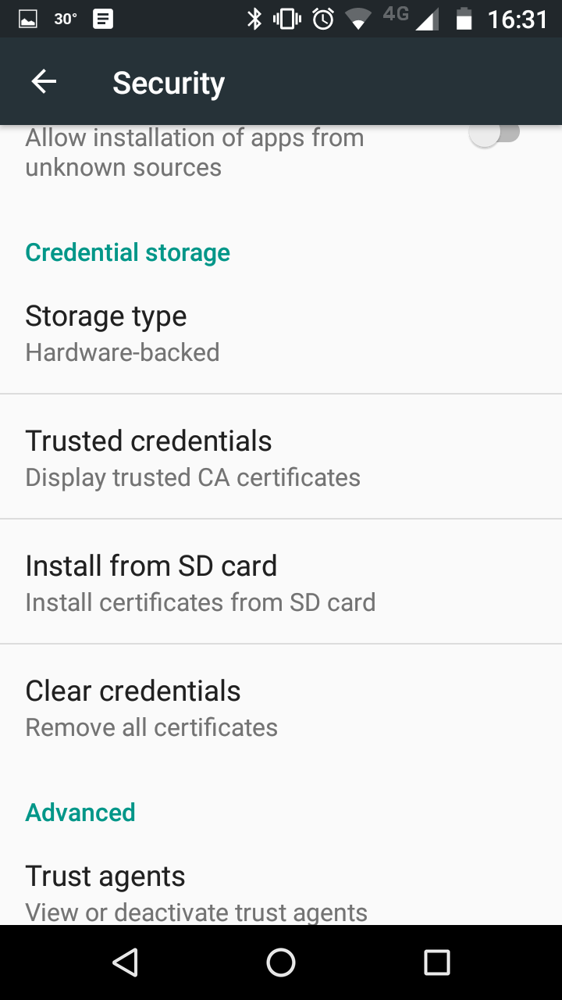 30° 4G 16:31
Security
Allow installation of apps from
unknown sources
Credential storage
Storage type
Hardware-backed
Trusted credentials
Display trusted CA certificates
Install from SD card
Install certificates from SD card
Clear credentials
Remove all certificates
Advanced
Trust agents
View or deactivate trust agents